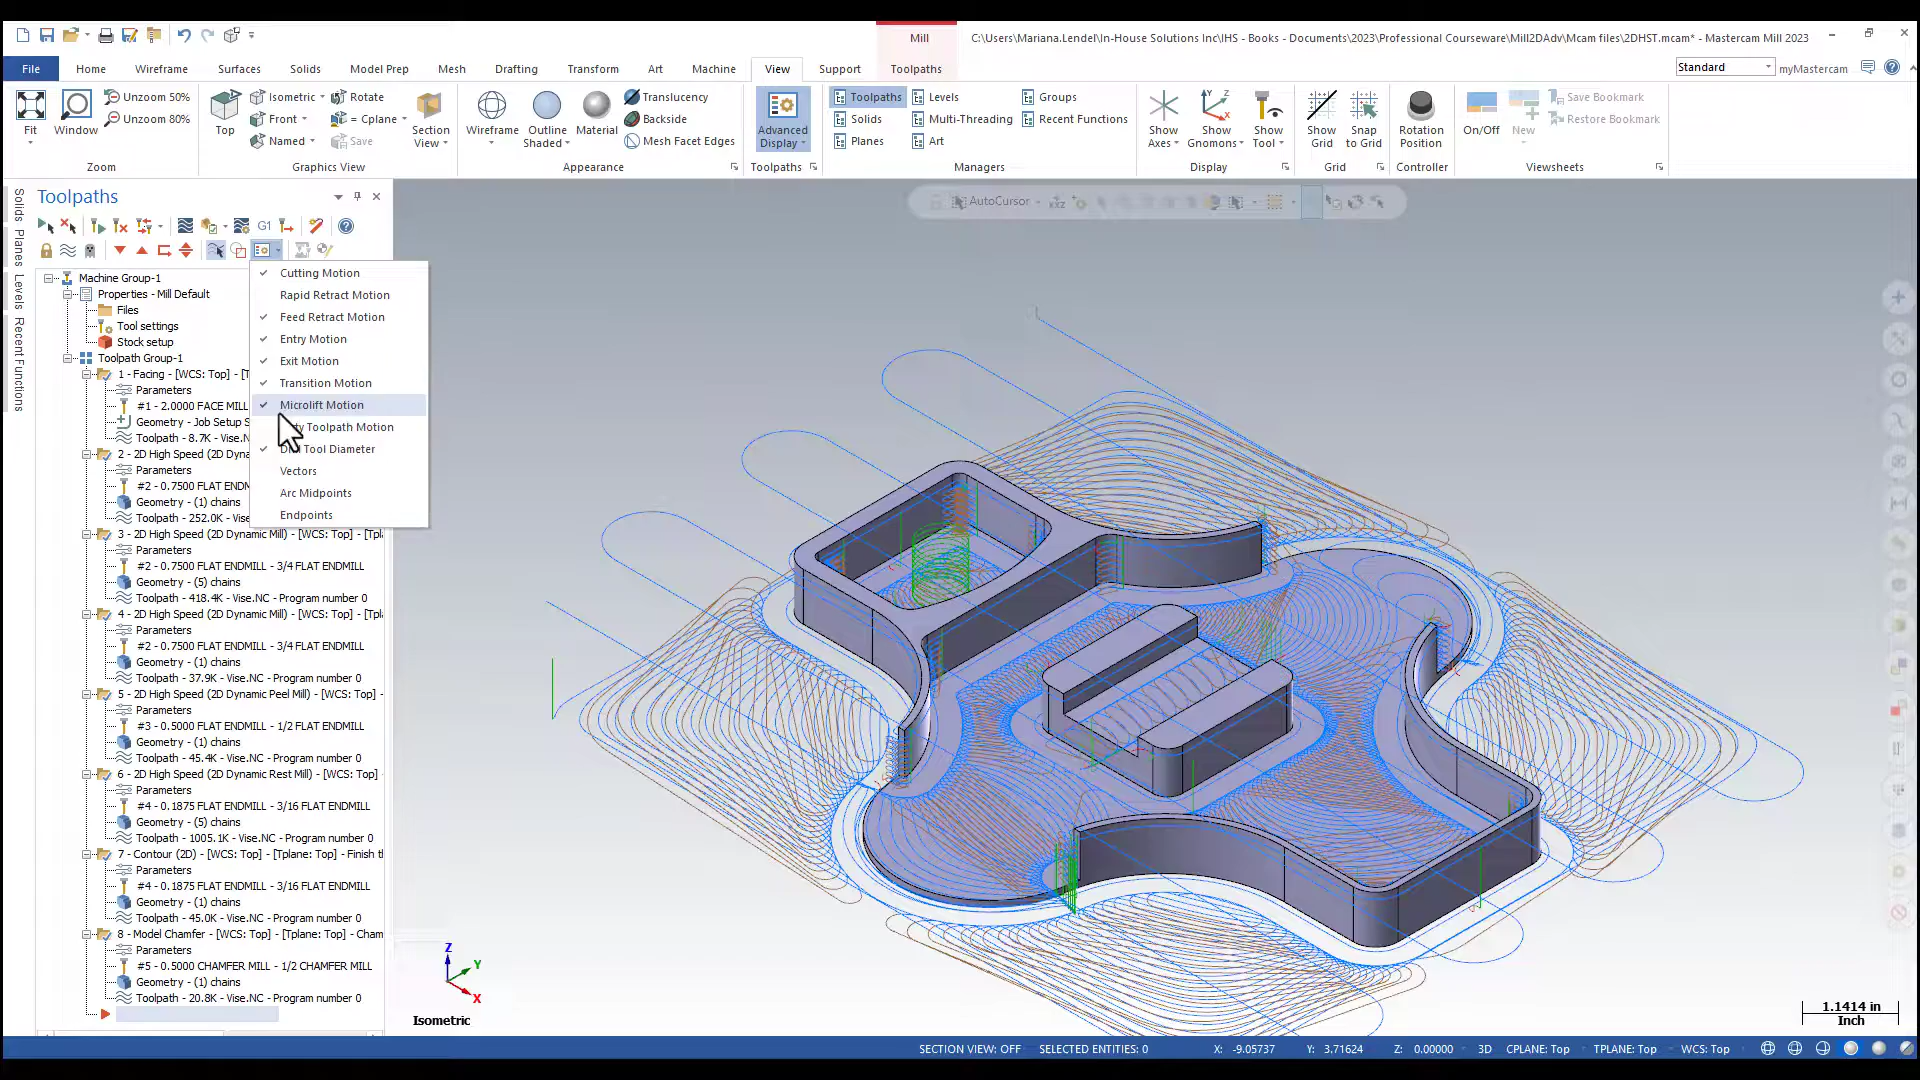 Mill
C:\Users\Mariana.Lendel\In-House Solutions Inc\IHS - Books - Documents\2023\Professional Courseware\Mill2DAdv\Mcam files\2DHST.mcam* - Mastercam Mill 2023
File Home Wireframe Surfaces Solids Model Prep Mesh Drafting Transform Art Machine View Support Toolpaths
Standard myMastercam
Fit Window Unzoom 50% Unzoom 80%
Zoom
Top Isometric Front Named Rotate = Cplane Save Section View
Graphics View
Wireframe Outline Shaded Material Translucency Backside Mesh Facet Edges
Appearance
Advanced Display
Toolpaths
Toolpaths Levels Groups
Solids Multi-Threading Recent Functions
Planes Art
Managers
Show Axes Show Gnomons Show Tool
Display
Show Grid Snap to Grid
Grid
Rotation Position
Controller
On/Off New Save Bookmark Restore Bookmark
Viewsheets
Solids Planes Levels Recent Functions
Toolpaths
G1
AutoCursor
Machine Group-1
Properties - Mill Default
Files
Tool settings
Stock setup
Toolpath Group-1
1 - Facing - [WCS: Top] - [T
Parameters
#1 - 2.0000 FACE MILL
Geometry - Job Setup S
Toolpath - 8.7K - Vise.N
2 - 2D High Speed (2D Dyna
Parameters
#2 - 0.7500 FLAT ENDM
Geometry - (1) chains
Toolpath - 252.0K - Vise
3 - 2D High Speed (2D Dynamic Mill) - [WCS: Top] - [Tpl
Parameters
#2 - 0.7500 FLAT ENDMILL - 3/4 FLAT ENDMILL
Geometry - (5) chains
Toolpath - 418.4K - Vise.NC - Program number 0
4 - 2D High Speed (2D Dynamic Mill) - [WCS: Top] - [Tpl
Parameters
#2 - 0.7500 FLAT ENDMILL - 3/4 FLAT ENDMILL
Geometry - (1) chains
Toolpath - 37.9K - Vise.NC - Program number 0
5 - 2D High Speed (2D Dynamic Peel Mill) - [WCS: Top] -
Parameters
#3 - 0.5000 FLAT ENDMILL - 1/2 FLAT ENDMILL
Geometry - (1) chains
Toolpath - 45.4K - Vise.NC - Program number 0
6 - 2D High Speed (2D Dynamic Rest Mill) - [WCS: Top]
Parameters
#4 - 0.1875 FLAT ENDMILL - 3/16 FLAT ENDMILL
Geometry - (5) chains
Toolpath - 1005.1K - Vise.NC - Program number 0
7 - Contour (2D) - [WCS: Top] - [Tplane: Top] - Finish t
Parameters
#4 - 0.1875 FLAT ENDMILL - 3/16 FLAT ENDMILL
Geometry - (1) chains
Toolpath - 45.0K - Vise.NC - Program number 0
8 - Model Chamfer - [WCS: Top] - [Tplane: Top] - Cham
Parameters
#5 - 0.5000 CHAMFER MILL - 1/2 CHAMFER MILL
Geometry - (1) chains
Toolpath - 20.8K - Vise.NC - Program number 0
Cutting Motion
Rapid Retract Motion
Feed Retract Motion
Entry Motion
Exit Motion
Transition Motion
Microlift Motion
Toolpath Motion
Tool Diameter
Vectors
Arc Midpoints
Endpoints
Z
Y
X
Isometric
1.1414 in
Inch
SECTION VIEW: OFF SELECTED ENTITIES: 0 X: -9.05737 Y: 3.71624 Z: 0.00000 3D CPLANE: Top TPLANE: Top WCS: Top